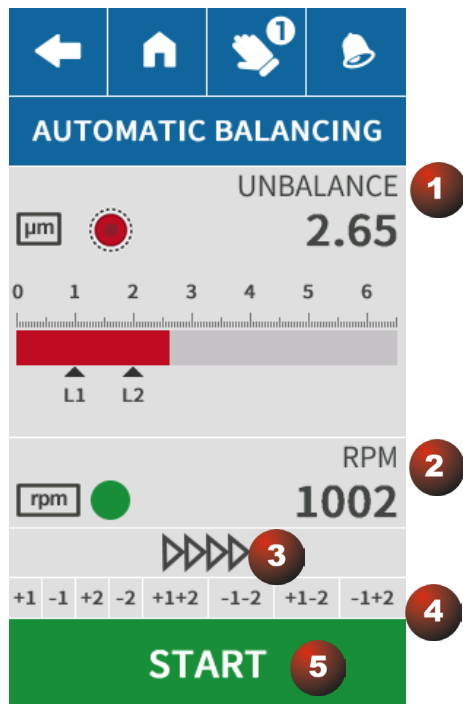 1
AUTOMATIC BALANCING
UNBALANCE
1
µm
2.65
0 1 2 3 4 5 6
L1 L2
RPM
2
rpm
1002
3
+1 -1 +2 -2 +1+2 -1-2 +1-2 -1+2
4
START
5